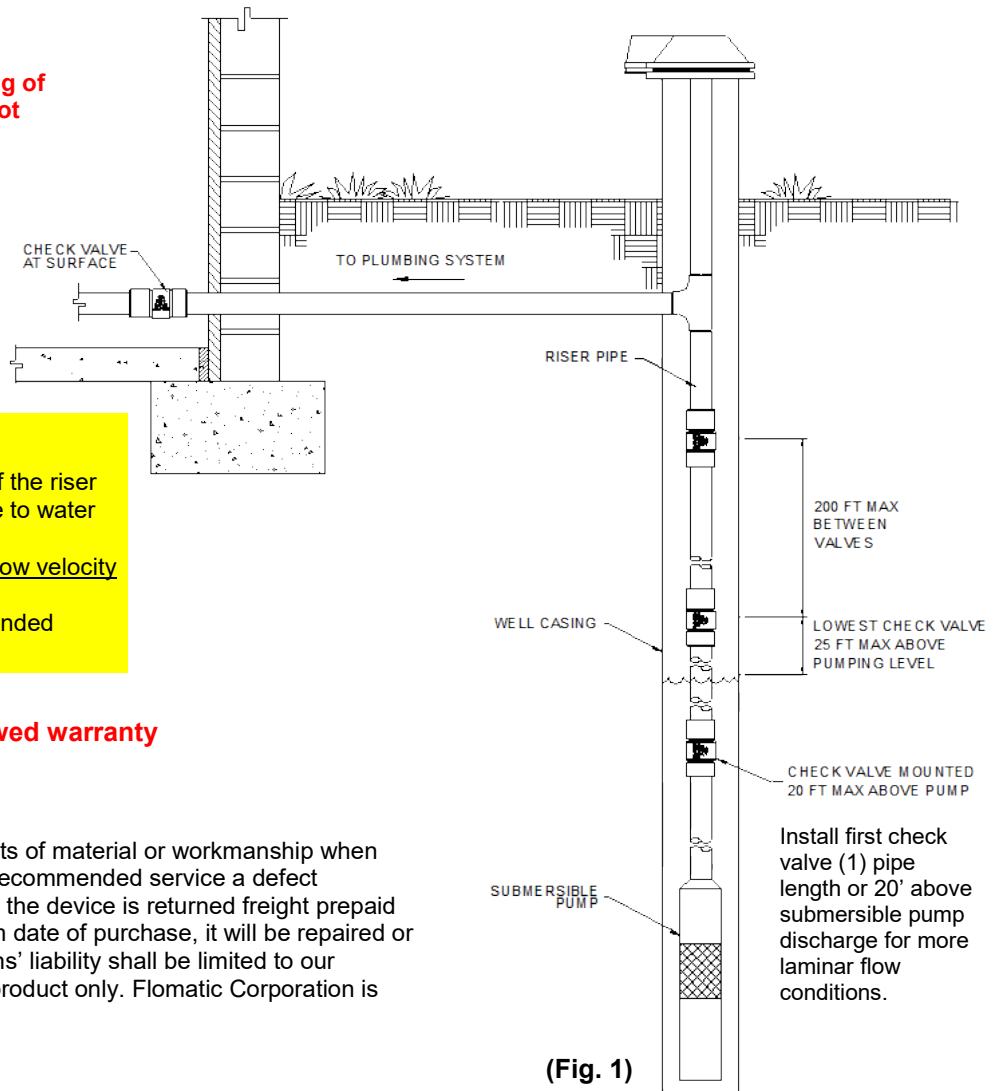 g of
ot
CHECK VALVE
AT SURFACE
TO PLUMBING SYSTEM
RISER PIPE
f the riser
e to water
ow velocity
nded
200 FT MAX
BETWEEN
VALVES
WELL CASING
LOWEST CHECK VALVE
25 FT MAX ABOVE
PUMPING LEVEL
ved warranty
CHECK VALVE MOUNTED
20 FT MAX ABOVE PUMP
ts of material or workmanship when
recommended service a defect
the device is returned freight prepaid
n date of purchase, it will be repaired or
ns’ liability shall be limited to our
product only. Flomatic Corporation is
SUBMERSIBLE
PUMP
Install first check
valve (1) pipe
length or 20’ above
submersible pump
discharge for more
laminar flow
conditions.
(Fig. 1)